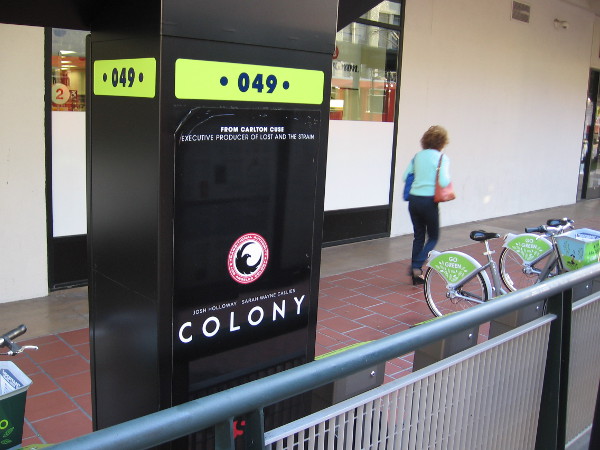 • 049 •
• 049 •
FROM CARLTON CUSE
EXECUTIVE PRODUCER OF LOST AND THE STRAIN
JOSH HOLLOWAY SARAH WAYNE CALLIES
COLONY
2
GO
GREEN
GO
GREEN